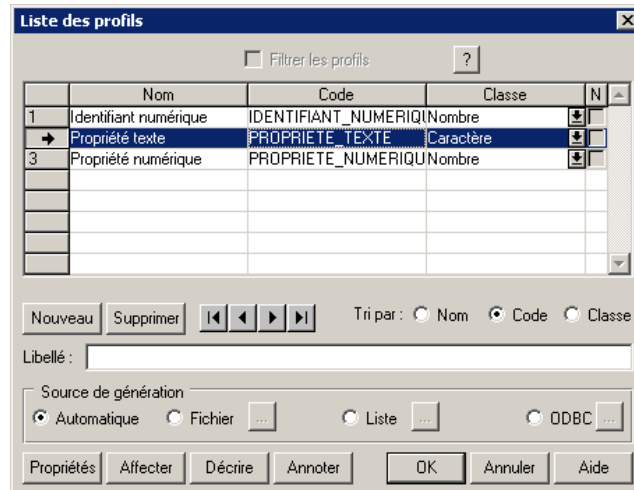 Liste des profils
Filtrer les profils ?
Nom Code Classe N
1 Identifiant numérique IDENTIFIANT_NUMERIQU Nombre
Propriété texte PROPRIETE_TEXTE Caractère
3 Propriété numérique PROPRIETE_NUMERIQU Nombre
Nouveau Supprimer Tri par : Nom Code Classe
Libellé :
Source de génération
Automatique Fichier ... Liste ... ODBC ...
Propriétés Affecter Décrire Annoter OK Annuler Aide